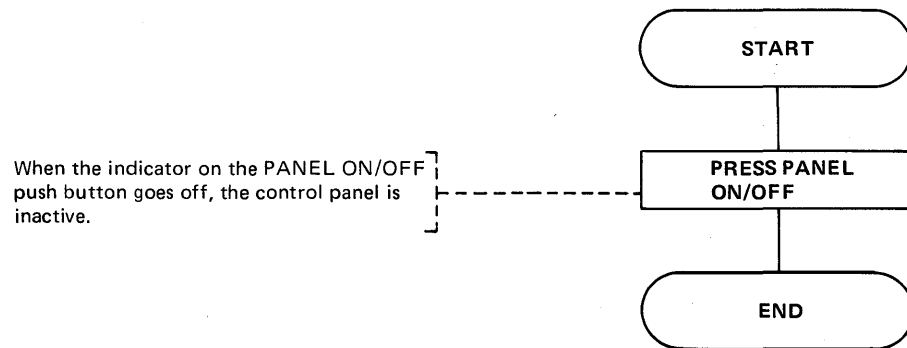 START
When the indicator on the PANEL ON/OFF
push button goes off, the control panel is
inactive.
PRESS PANEL
ON/OFF
END